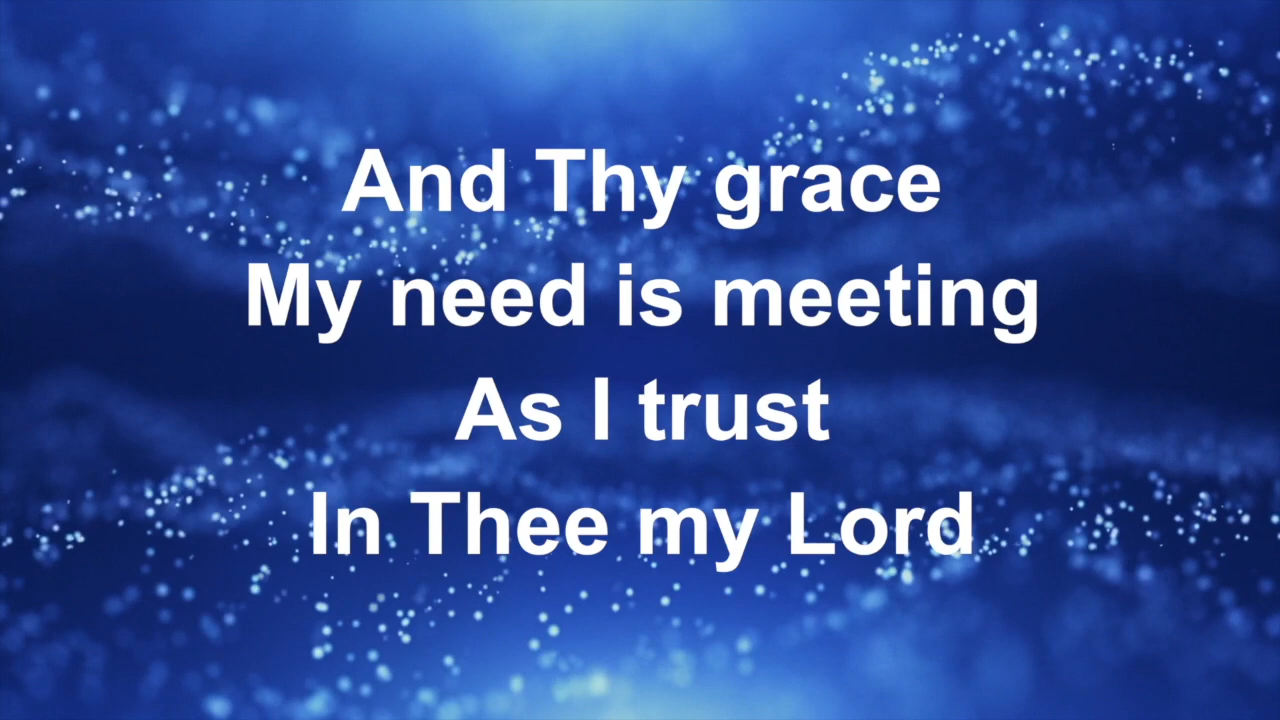 And Thy grace
My need is meeting
As I trust
In Thee my Lord